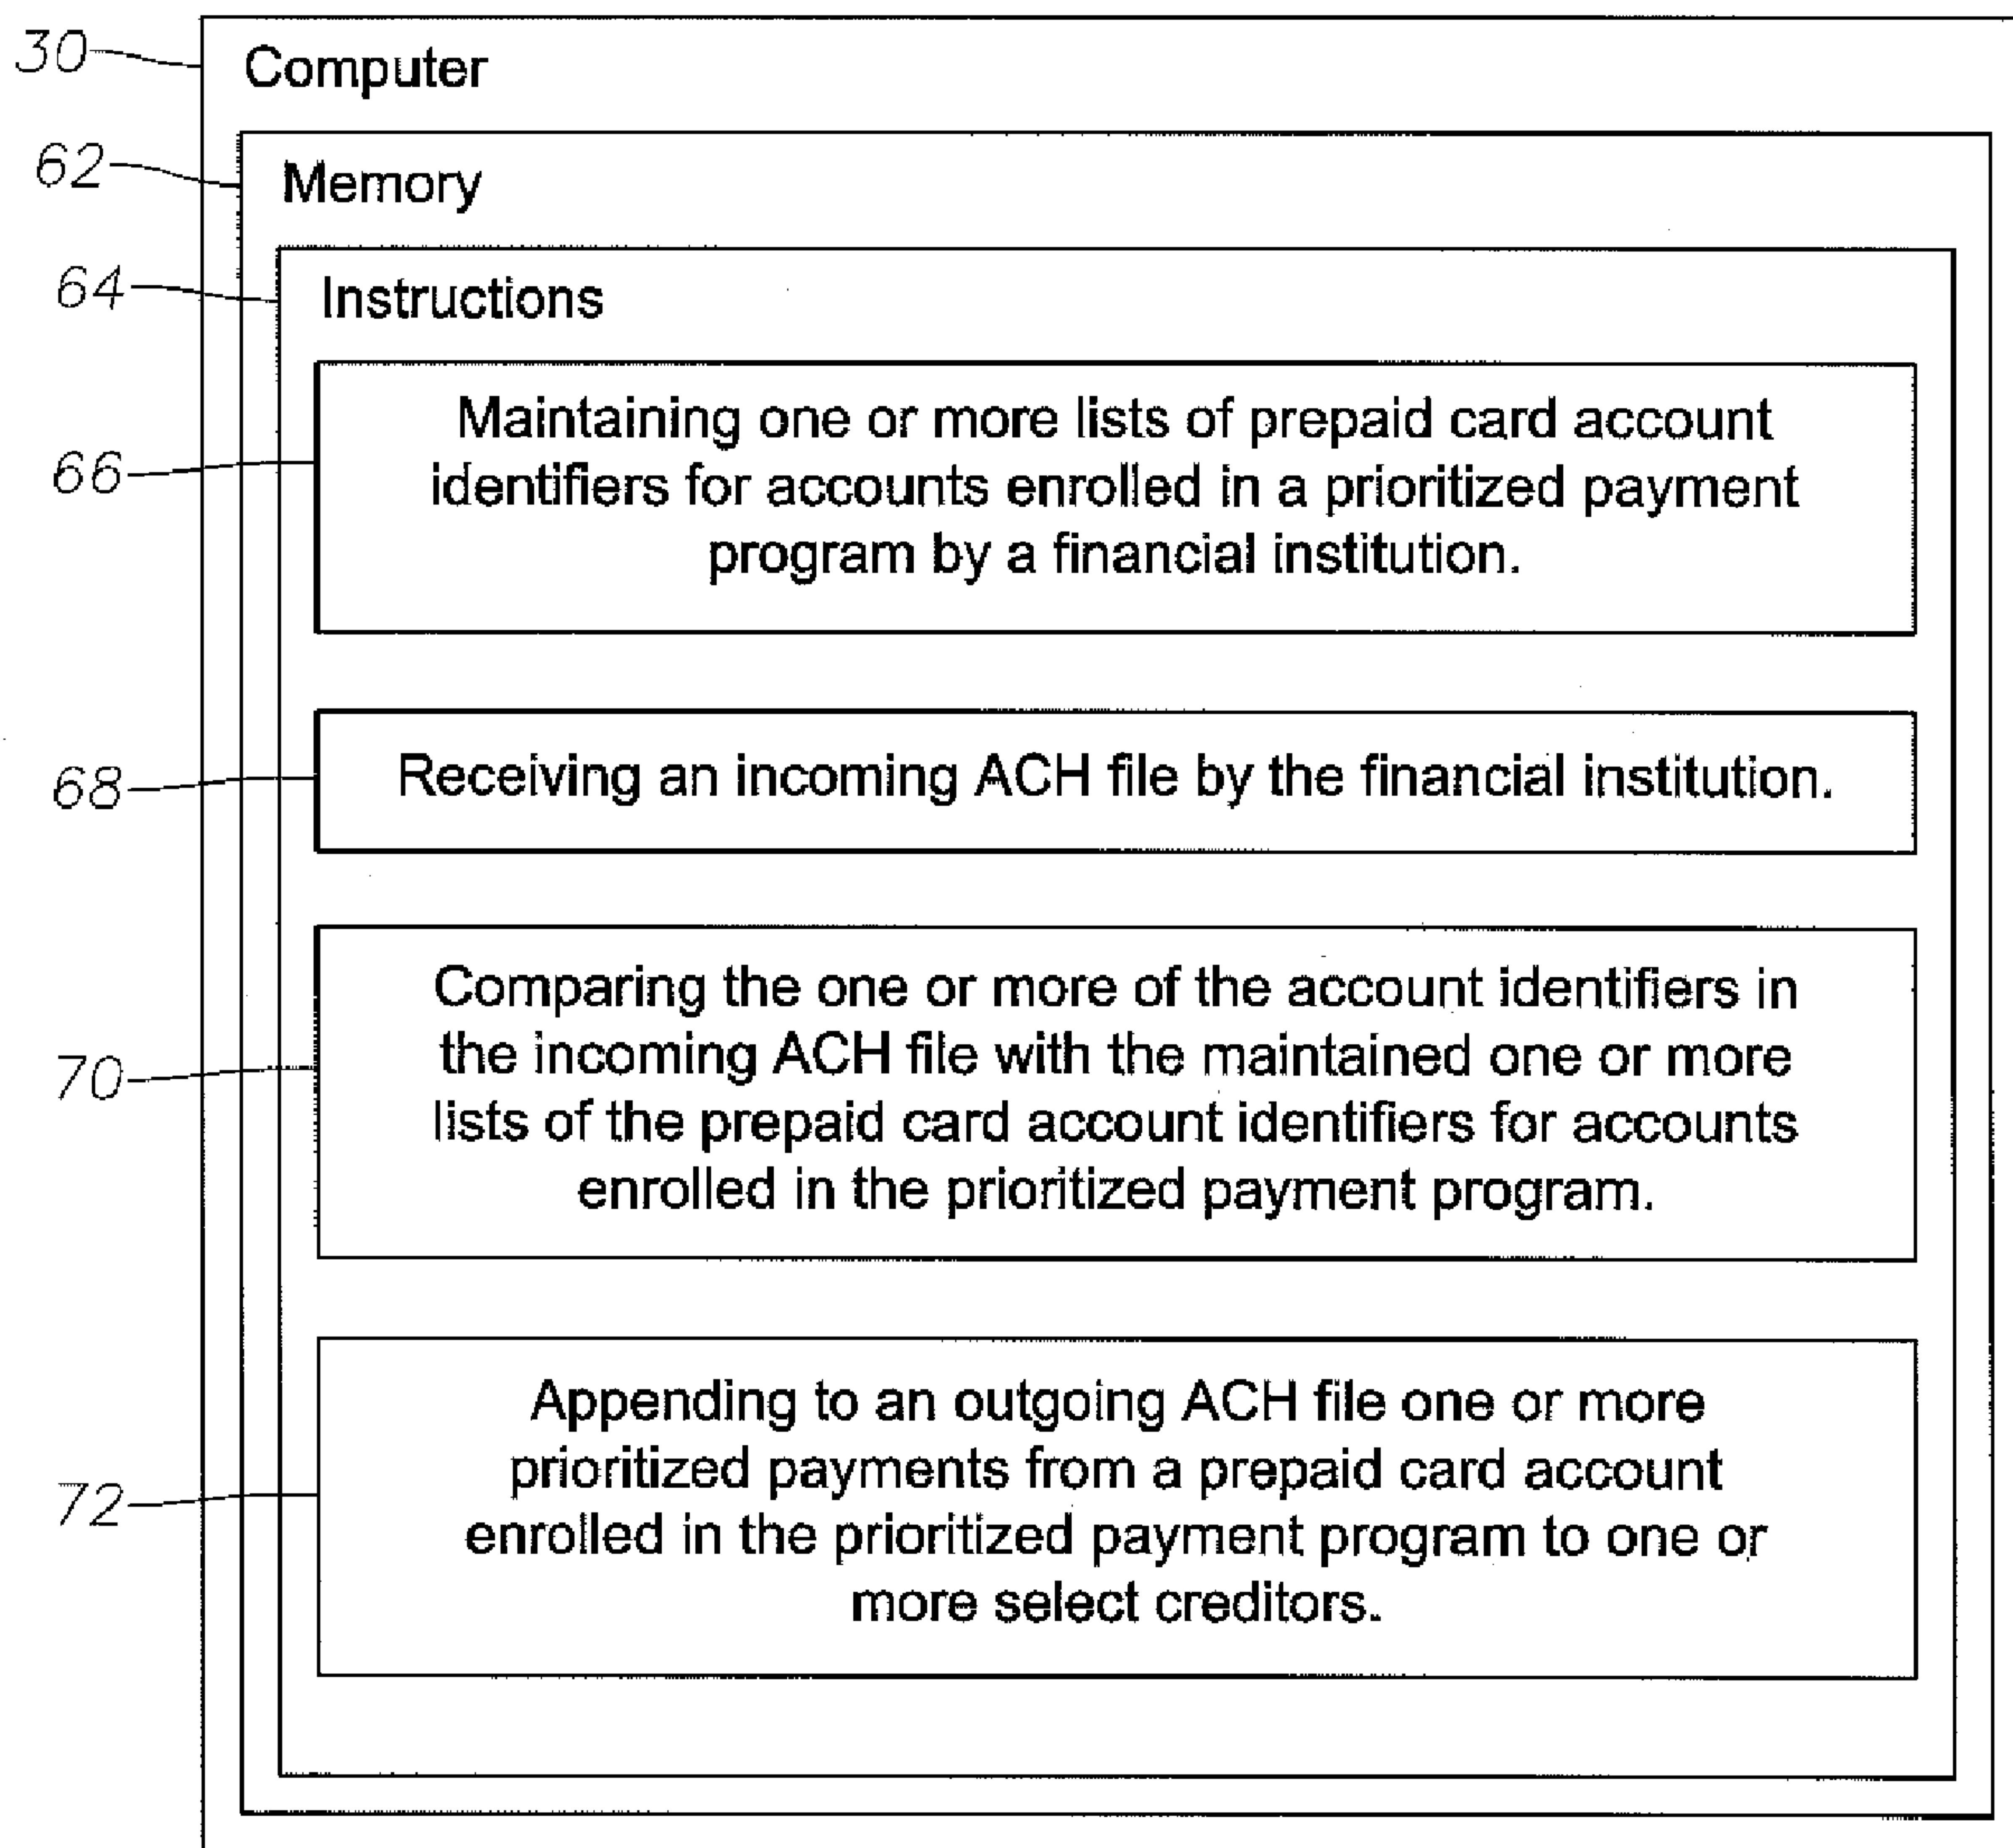 30
Computer
62
Memory
64
Instructions
66
Maintaining one or more lists of prepaid card account
identifiers for accounts enrolled in a prioritized payment
program by a financial institution.
68
Receiving an incoming ACH file by the financial institution.
70
Comparing the one or more of the account identifiers in
the incoming ACH file with the maintained one or more
lists of the prepaid card account identifiers for accounts
enrolled in the prioritized payment program.
72
Appending to an outgoing ACH file one or more
prioritized payments from a prepaid card account
enrolled in the prioritized payment program to one or
more select creditors.